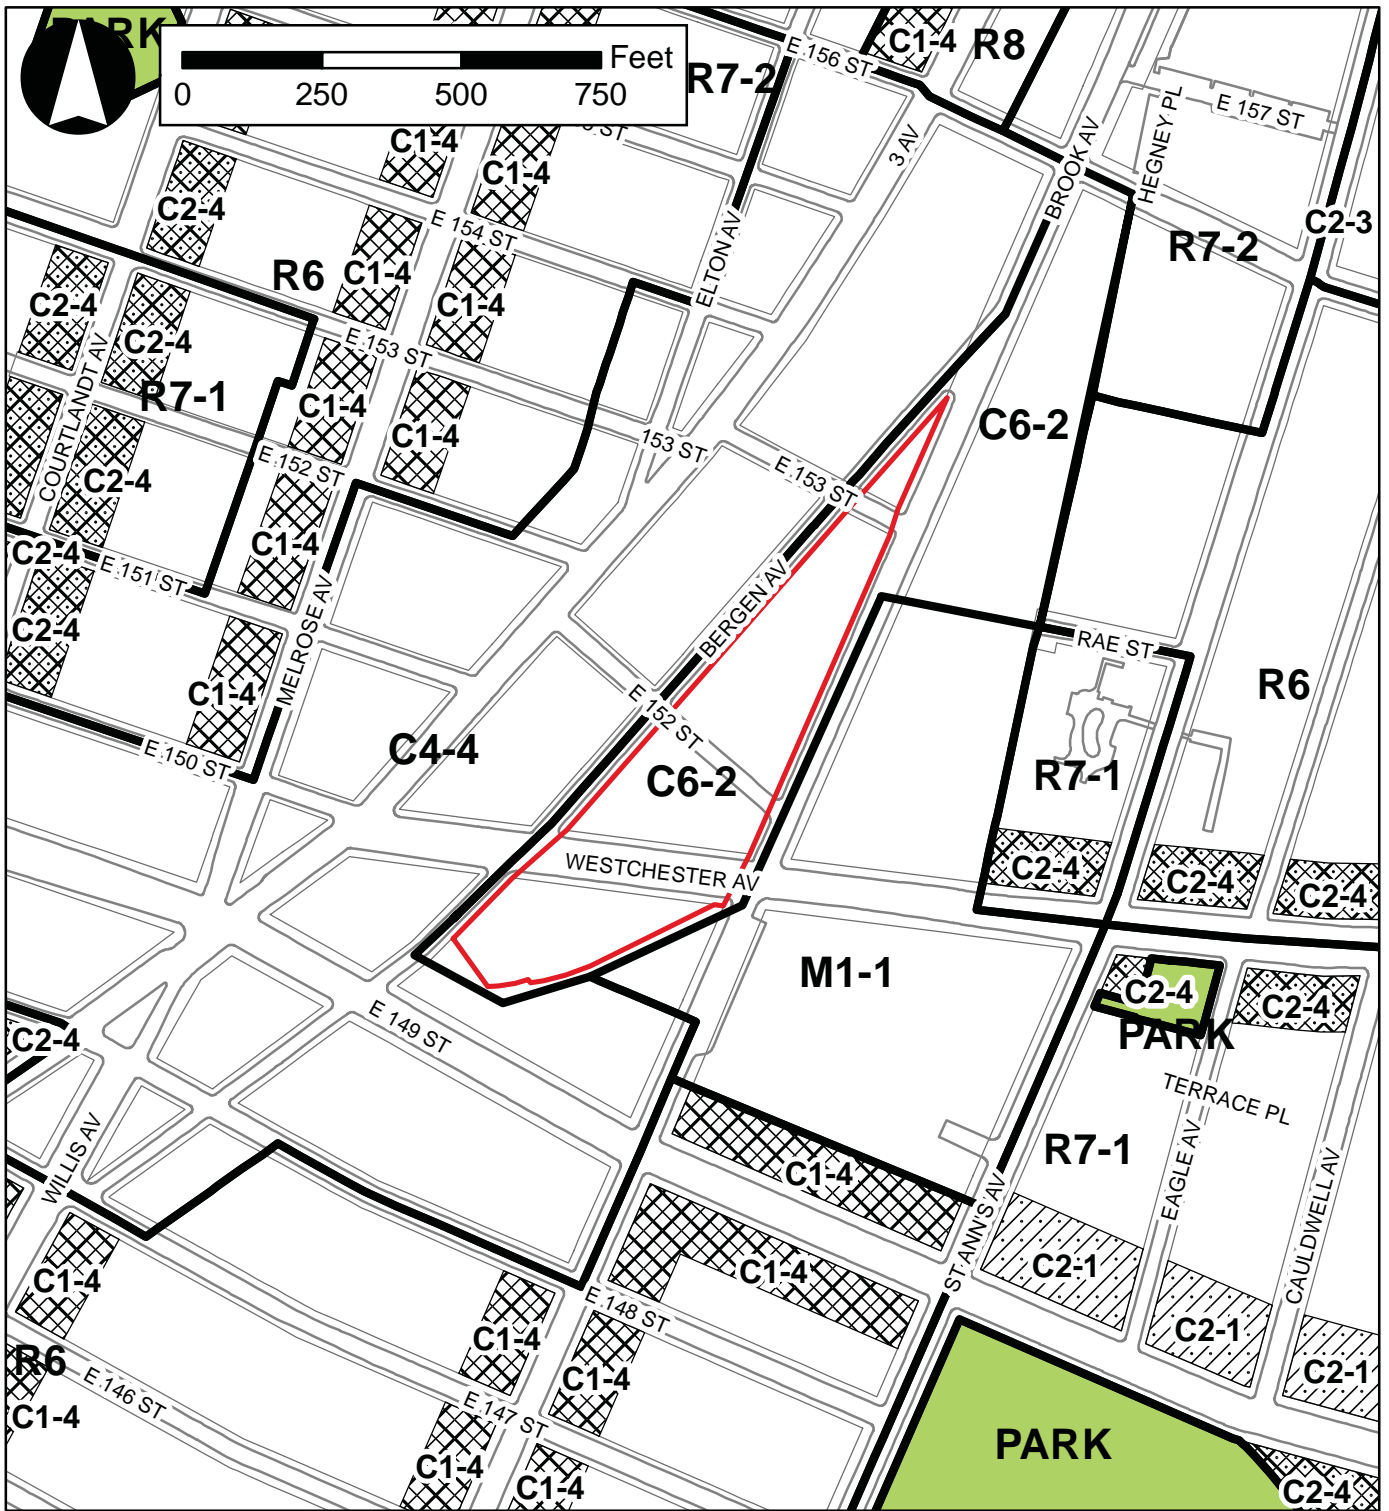 PARK
Feet
0 250 500 750
R7-2
E 156 ST
C1-4
R8
E 157 ST
HEGNEY PL
BROOK AV
3 AV
C1-4
C1-4
ST
C2-4
E 154 ST
ELTON AV
C2-3
R7-2
R6
C1-4
C1-4
C2-4
C2-4
E 153 ST
R7-1
C1-4
C1-4
COURTLANDT AV
153 ST
C6-2
E 153 ST
E 152 ST
C2-4
C1-4
C2-4
E 151 ST
BERGEN AV
MELROSE AV
C2-4
RAE ST
R6
C1-4
E 152 ST
E 150 ST
C4-4
C6-2
R7-1
WESTCHESTER AV
C2-4
C2-4
C2-4
M1-1
C2-4
C2-4
PARK
E 149 ST
C2-4
TERRACE PL
WILLIS AV
R7-1
C1-4
EAGLE AV
CAULDWELL AV
ST ANN'S AV
C2-1
C1-4
C1-4
E 148 ST
C2-1
C1-4
C2-1
R6
C1-4
E 146 ST
C1-4
E 147 ST
PARK
C1-4
C1-4
C2-4